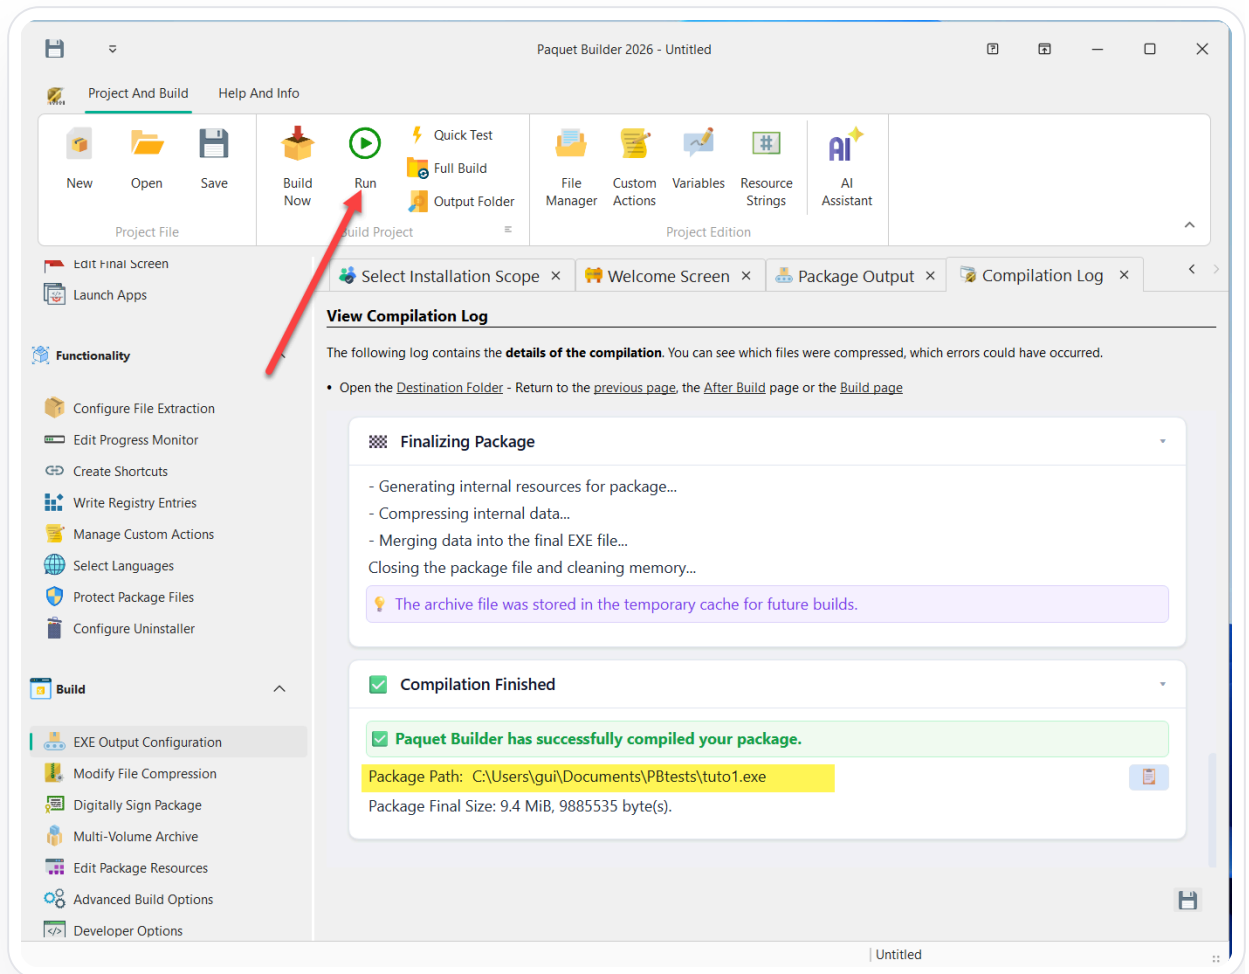 Paquet Builder 2026 - Untitled
Project And Build
Help And Info
New
Open
Save
Project File
Build Now
Run
Quick Test
Full Build
Output Folder
uild Project
File Manager
Custom Actions
Variables
Resource Strings
Project Edition
AI Assistant
Edit Final Screen
Launch Apps
Functionality
Configure File Extraction
Edit Progress Monitor
Create Shortcuts
Write Registry Entries
Manage Custom Actions
Select Languages
Protect Package Files
Configure Uninstaller
Build
EXE Output Configuration
Modify File Compression
Digitally Sign Package
Multi-Volume Archive
Edit Package Resources
Advanced Build Options
Developer Options
Select Installation Scope
Welcome Screen
Package Output
Compilation Log
View Compilation Log
The following log contains the details of the compilation. You can see which files were compressed, which errors could have occurred.
• Open the Destination Folder - Return to the previous page, the After Build page or the Build page
Finalizing Package
- Generating internal resources for package...
- Compressing internal data...
- Merging data into the final EXE file...
Closing the package file and cleaning memory...
The archive file was stored in the temporary cache for future builds.
Compilation Finished
Paquet Builder has successfully compiled your package.
Package Path: C:\Users\gui\Documents\PBtests\tuto1.exe
Package Final Size: 9.4 MiB, 9885535 byte(s).
Untitled